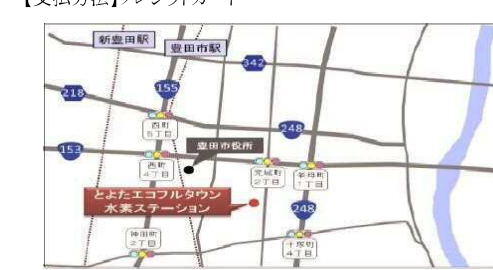 【支払方法】クレジットカード
新豊田駅
豊田市駅
342
155
218
西町
5丁目
248
153
豊田市役所
西町
4丁目
元城町
2丁目
挙母町
1丁目
とよたエコフルタウン
水素ステーション
248
神田町
2丁目
十塚町
4丁目